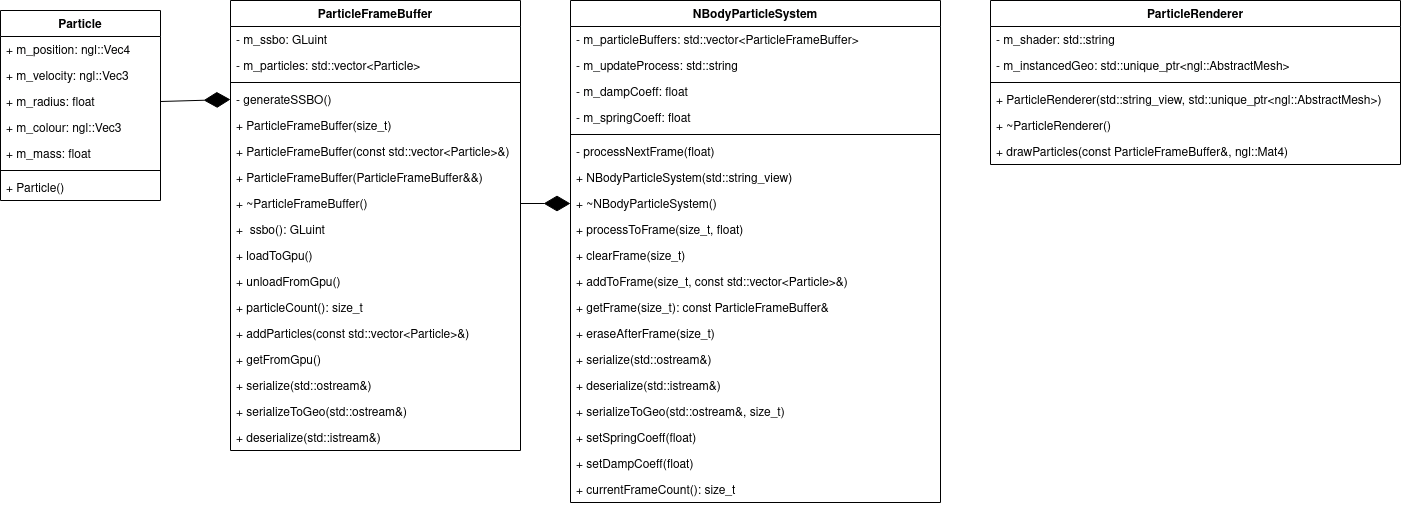 Particle
+ m_position: ngl::Vec4
+ m_velocity: ngl::Vec3
+ m_radius: float
+ m_colour: ngl::Vec3
+ m_mass: float
+ Particle()
ParticleFrameBuffer
- m_ssbo: GLuint
- m_particles: std::vector<Particle>
- generateSSBO()
+ ParticleFrameBuffer(size_t)
+ ParticleFrameBuffer(const std::vector<Particle>&)
+ ParticleFrameBuffer(ParticleFrameBuffer&&)
+ ~ParticleFrameBuffer()
+  ssbo(): GLuint
+ loadToGpu()
+ unloadFromGpu()
+ particleCount(): size_t
+ addParticles(const std::vector<Particle>&)
+ getFromGpu()
+ serialize(std::ostream&)
+ serializeToGeo(std::ostream&)
+ deserialize(std::istream&)
NBodyParticleSystem
- m_particleBuffers: std::vector<ParticleFrameBuffer>
- m_updateProcess: std::string
- m_dampCoeff: float
- m_springCoeff: float
- processNextFrame(float)
+ NBodyParticleSystem(std::string_view)
+ ~NBodyParticleSystem()
+ processToFrame(size_t, float)
+ clearFrame(size_t)
+ addToFrame(size_t, const std::vector<Particle>&)
+ getFrame(size_t): const ParticleFrameBuffer&
+ eraseAfterFrame(size_t)
+ serialize(std::ostream&)
+ deserialize(std::istream&)
+ serializeToGeo(std::ostream&, size_t)
+ setSpringCoeff(float)
+ setDampCoeff(float)
+ currentFrameCount(): size_t
ParticleRenderer
- m_shader: std::string
- m_instancedGeo: std::unique_ptr<ngl::AbstractMesh>
+ ParticleRenderer(std::string_view, std::unique_ptr<ngl::AbstractMesh>)
+ ~ParticleRenderer()
+ drawParticles(const ParticleFrameBuffer&, ngl::Mat4)